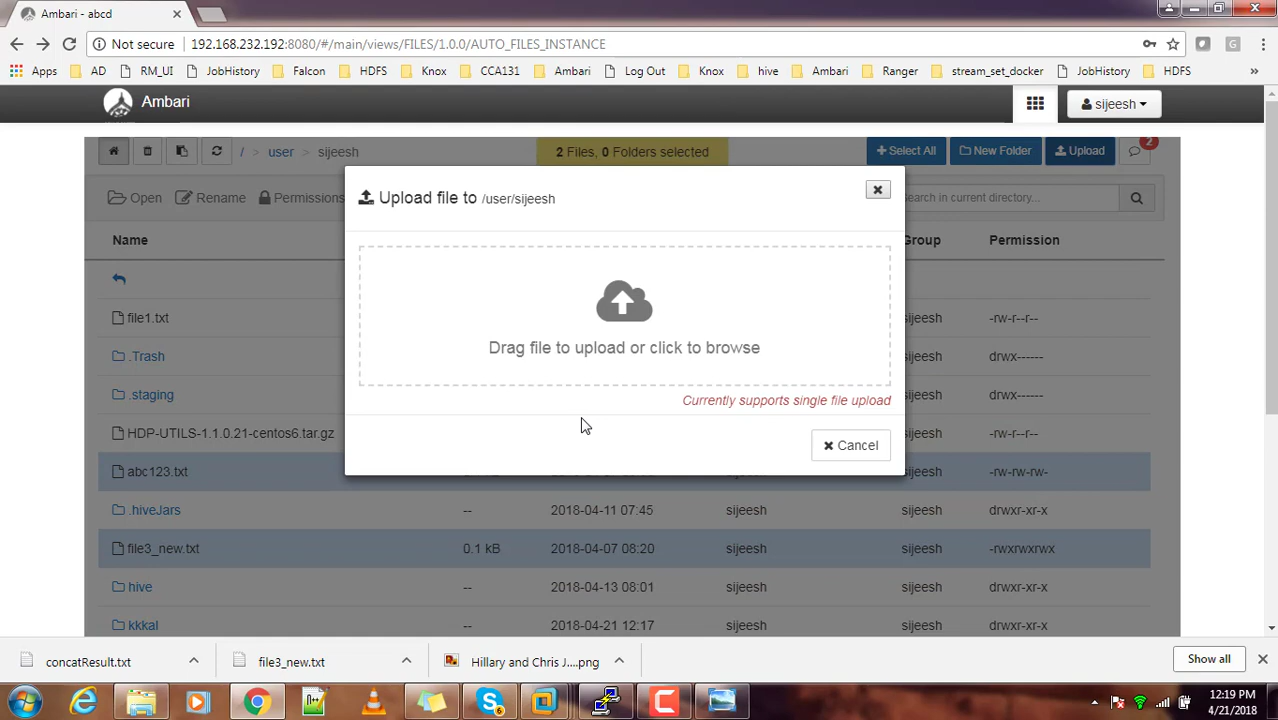 Ambari - abcd
Not secure 192.168.232.192:8080/#/main/views/FILES/1.0.0/AUTO_FILES_INSTANCE
Apps AD RM_UI JobHistory Falcon HDFS Knox CCA131 Ambari Log Out Knox hive Ambari Ranger stream_set_docker JobHistory HDFS »
Ambari sijeesh
/ > user > sijeesh 2 Files, 0 Folders selected + Select All New Folder Upload 2
Open Rename Permissions Search in current directory...
Upload file to /user/sijeesh
Name Group Permission
Drag file to upload or click to browse
Currently supports single file upload
Cancel
file1.txt sijeesh -rw-r--r--
.Trash sijeesh drwx------
.staging sijeesh drwx------
HDP-UTILS-1.1.0.21-centos6.tar.gz sijeesh -rw-r--r--
abc123.txt sijeesh -rw-rw-rw-
.hiveJars -- 2018-04-11 07:45 sijeesh sijeesh drwxr-xr-x
file3_new.txt 0.1 kB 2018-04-07 08:20 sijeesh sijeesh -rwxrwxrwx
hive -- 2018-04-13 08:01 sijeesh sijeesh drwxr-xr-x
kkkal -- 2018-04-21 12:17 sijeesh sijeesh drwxr-xr-x
concatResult.txt file3_new.txt Hillary and Chris J....png Show all
12:19 PM
4/21/2018